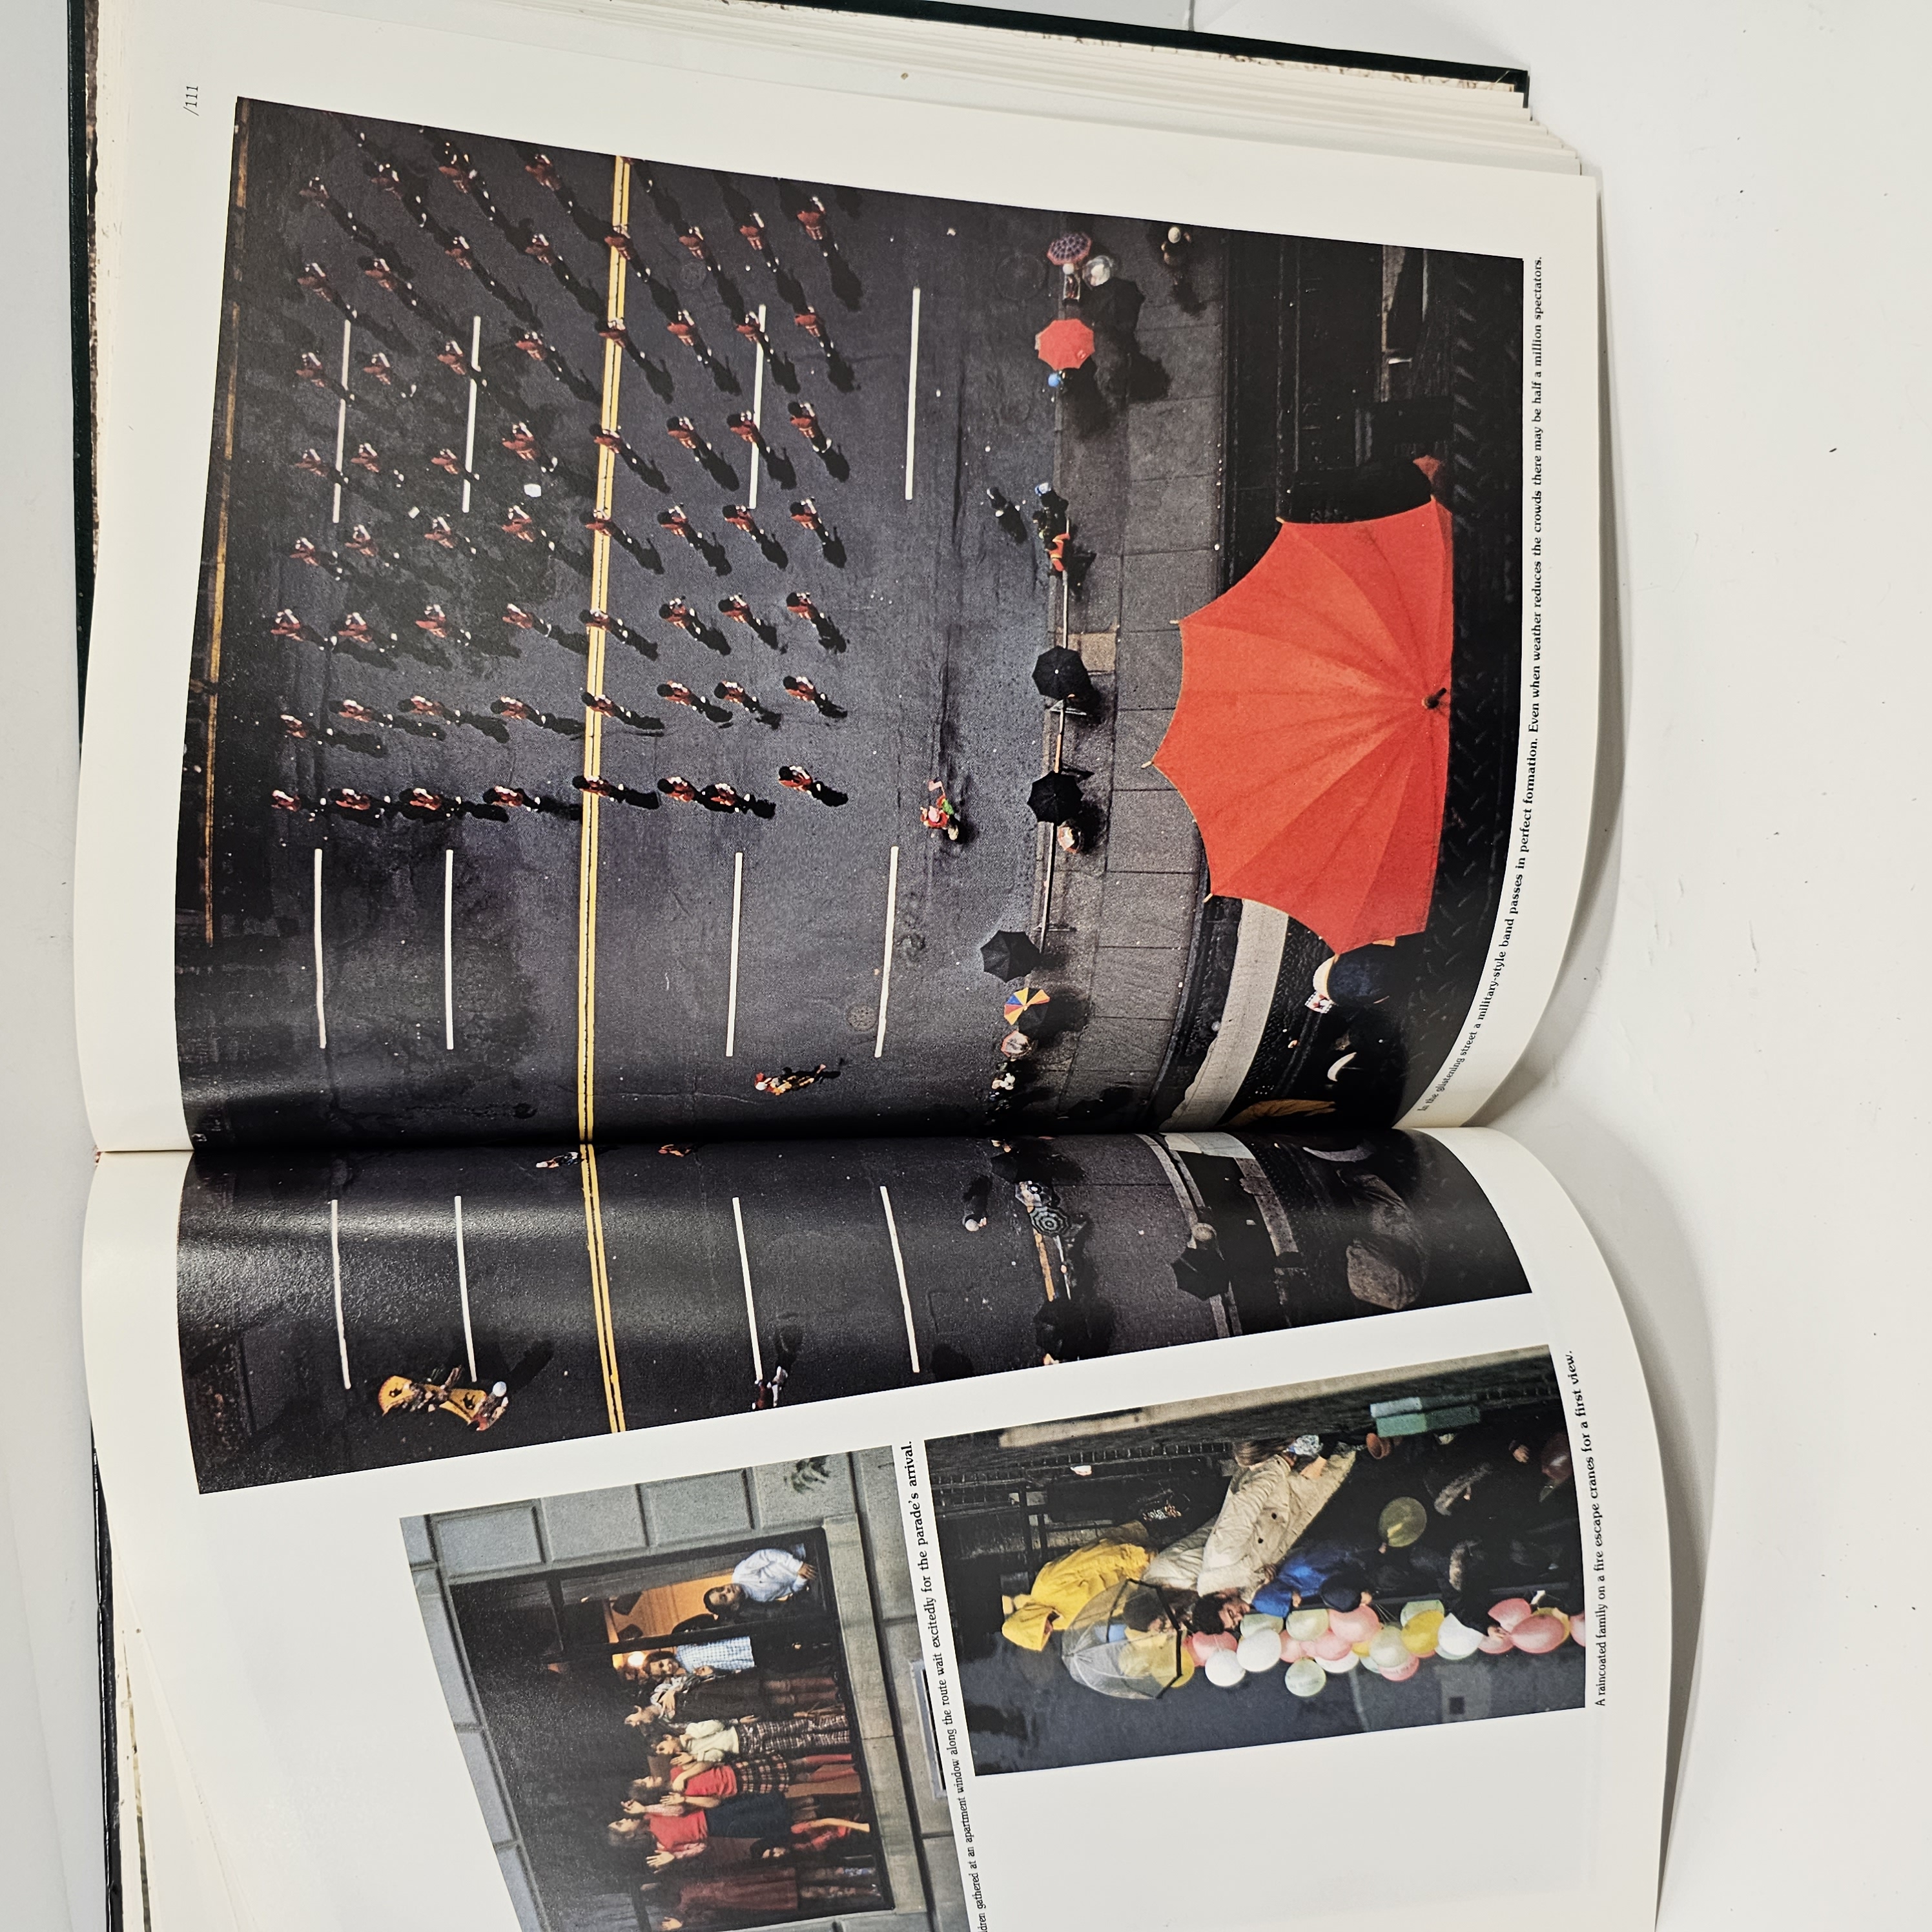 /111
dren gathered at an apartment window along the route wait excitedly for the parade's arrival.
A raincoated family on a fire escape cranes for a first view.
In the glistening street a military-style band passes in perfect formation. Even when weather reduces the crowds there may be half a million spectators.